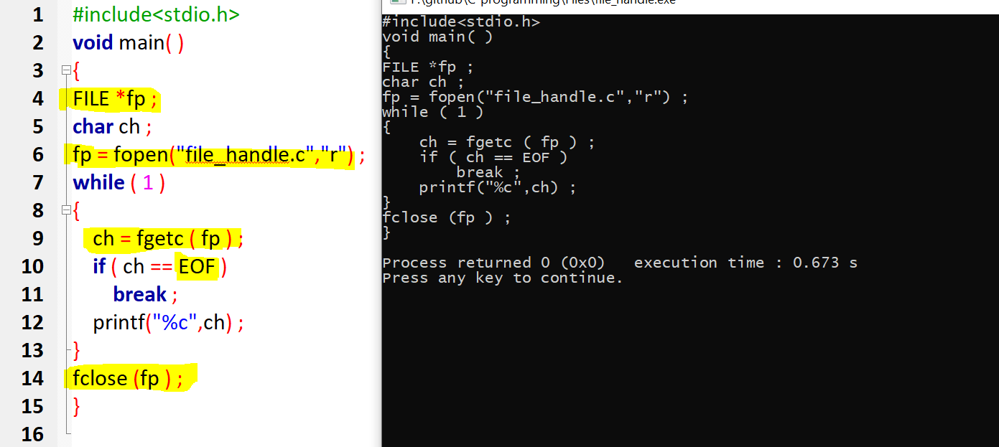 1 #include<stdio.h>
2 void main( )
3 {
4 FILE *fp ;
5 char ch ;
6 fp = fopen("file_handle.c","r") ;
7 while ( 1 )
8 {
9 ch = fgetc ( fp ) ;
10 if ( ch == EOF )
11 break ;
12 printf("%c",ch) ;
13 }
14 fclose (fp ) ;
15 }
16
F:\github\C-programming\Files\file_handle.exe
#include<stdio.h>
void main( )
{
FILE *fp ;
char ch ;
fp = fopen("file_handle.c","r") ;
while ( 1 )
{
    ch = fgetc ( fp ) ;
    if ( ch == EOF )
        break ;
    printf("%c",ch) ;
}
fclose (fp ) ;
}
Process returned 0 (0x0)   execution time : 0.673 s
Press any key to continue.